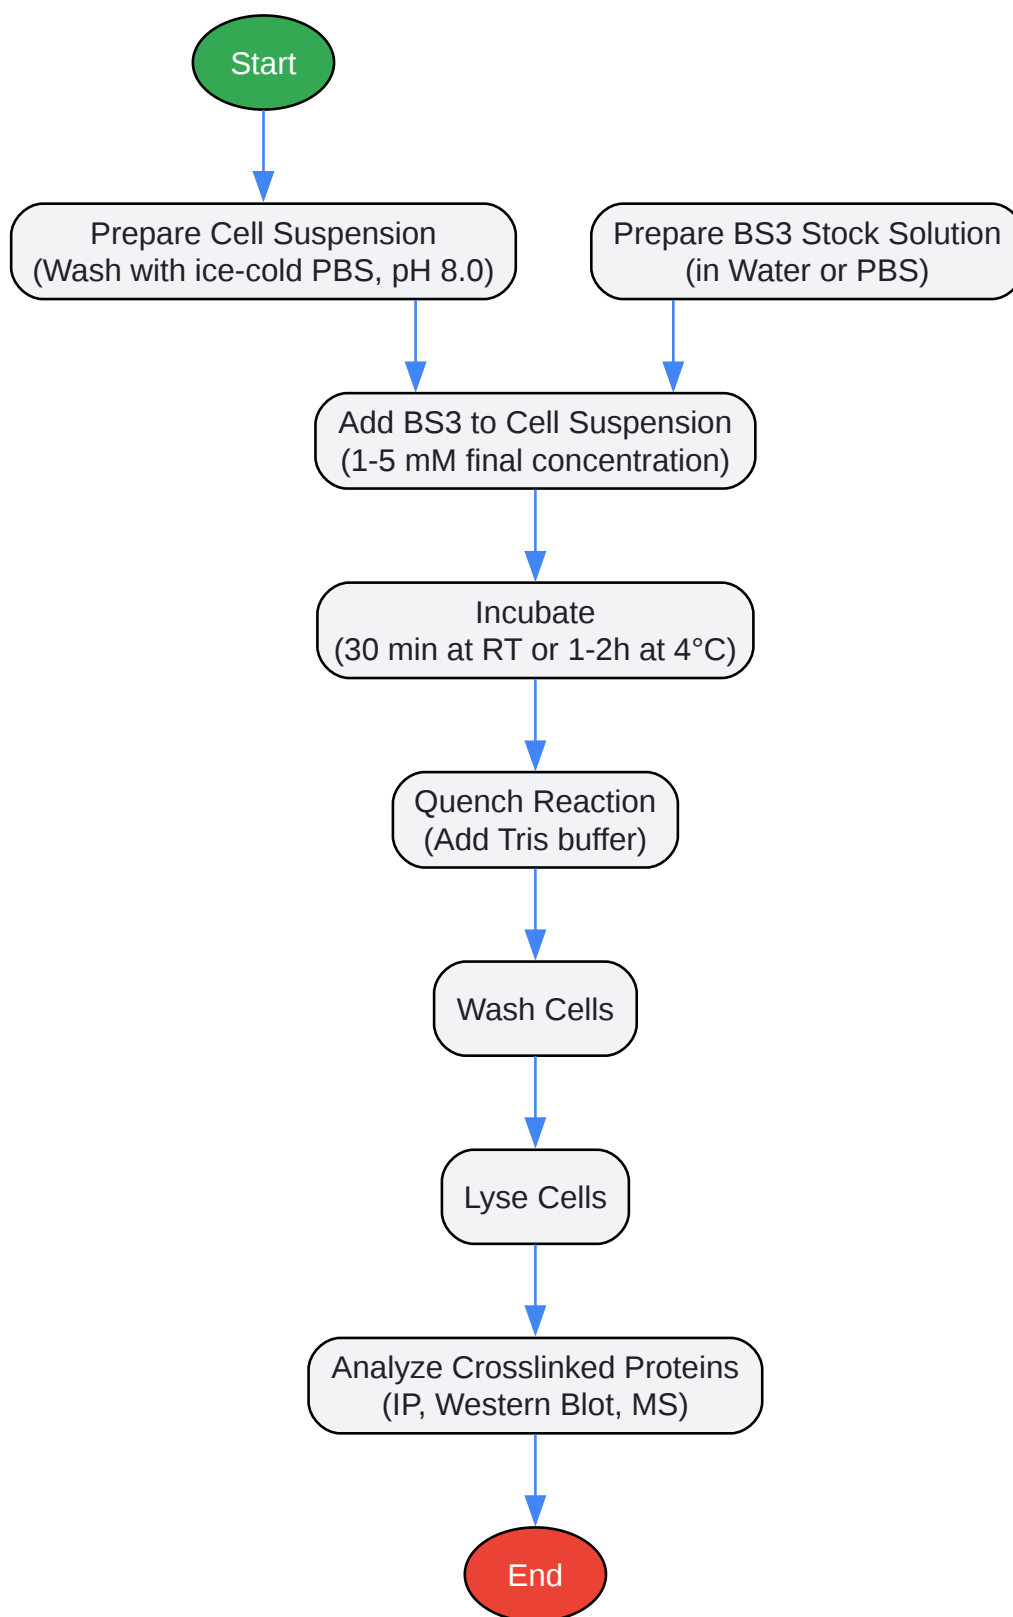 Start
Prepare Cell Suspension
(Wash with ice-cold PBS, pH 8.0)
Prepare BS3 Stock Solution
(in Water or PBS)
Add BS3 to Cell Suspension
(1-5 mM final concentration)
Incubate
(30 min at RT or 1-2h at 4°C)
Quench Reaction
(Add Tris buffer)
Wash Cells
Lyse Cells
Analyze Crosslinked Proteins
(IP, Western Blot, MS)
End